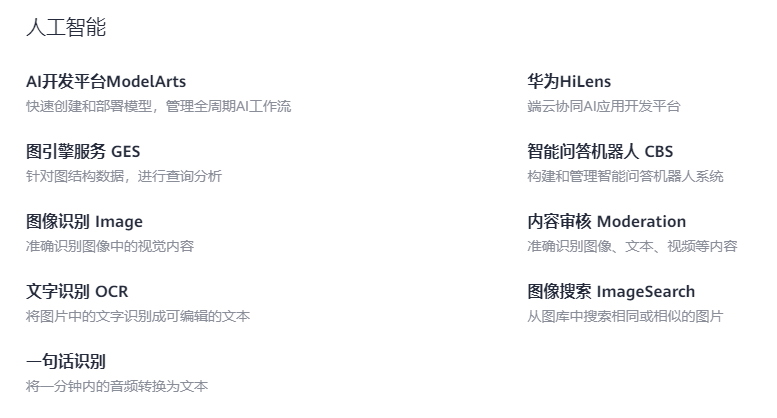 人工智能
AI开发平台ModelArts
快速创建和部署模型，管理全周期AI工作流
华为HiLens
端云协同AI应用开发平台
图引擎服务 GES
针对图结构数据，进行查询分析
智能问答机器人 CBS
构建和管理智能问答机器人系统
图像识别 Image
准确识别图像中的视觉内容
内容审核 Moderation
准确识别图像、文本、视频等内容
文字识别 OCR
将图片中的文字识别成可编辑的文本
图像搜索 ImageSearch
从图库中搜索相同或相似的图片
一句话识别
将一分钟内的音频转换为文本